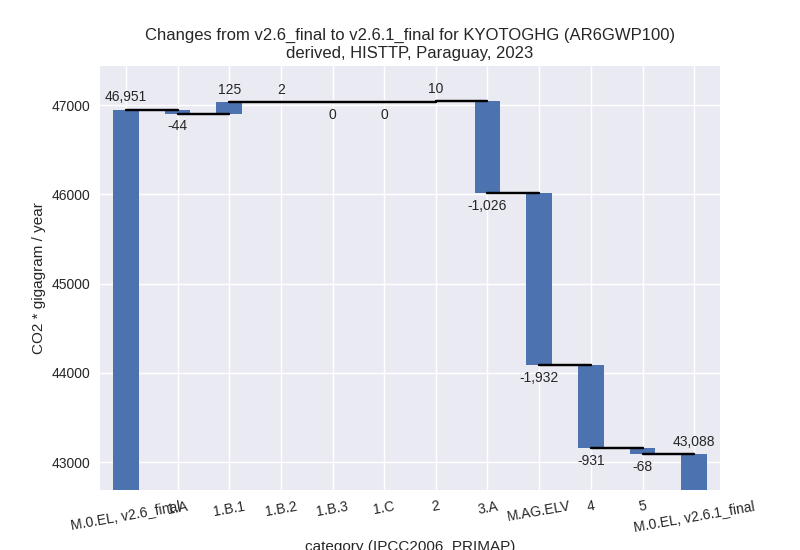 Changes from v2.6_final to v2.6.1_final for KYOTOGHG (AR6GWP100)
derived, HISTTP, Paraguay, 2023
CO2 * gigagram / year
47000
46000
45000
44000
43000
46,951
-44
125
2
0
0
10
-1,026
-1,932
-931
-68
43,088
M.0.EL, v2.6_final
1.A
1.B.1
1.B.2
1.B.3
1.C
2
3.A
M.AG.ELV
4
5
M.0.EL, v2.6.1_final
category (IPCC2006_PRIMAP)